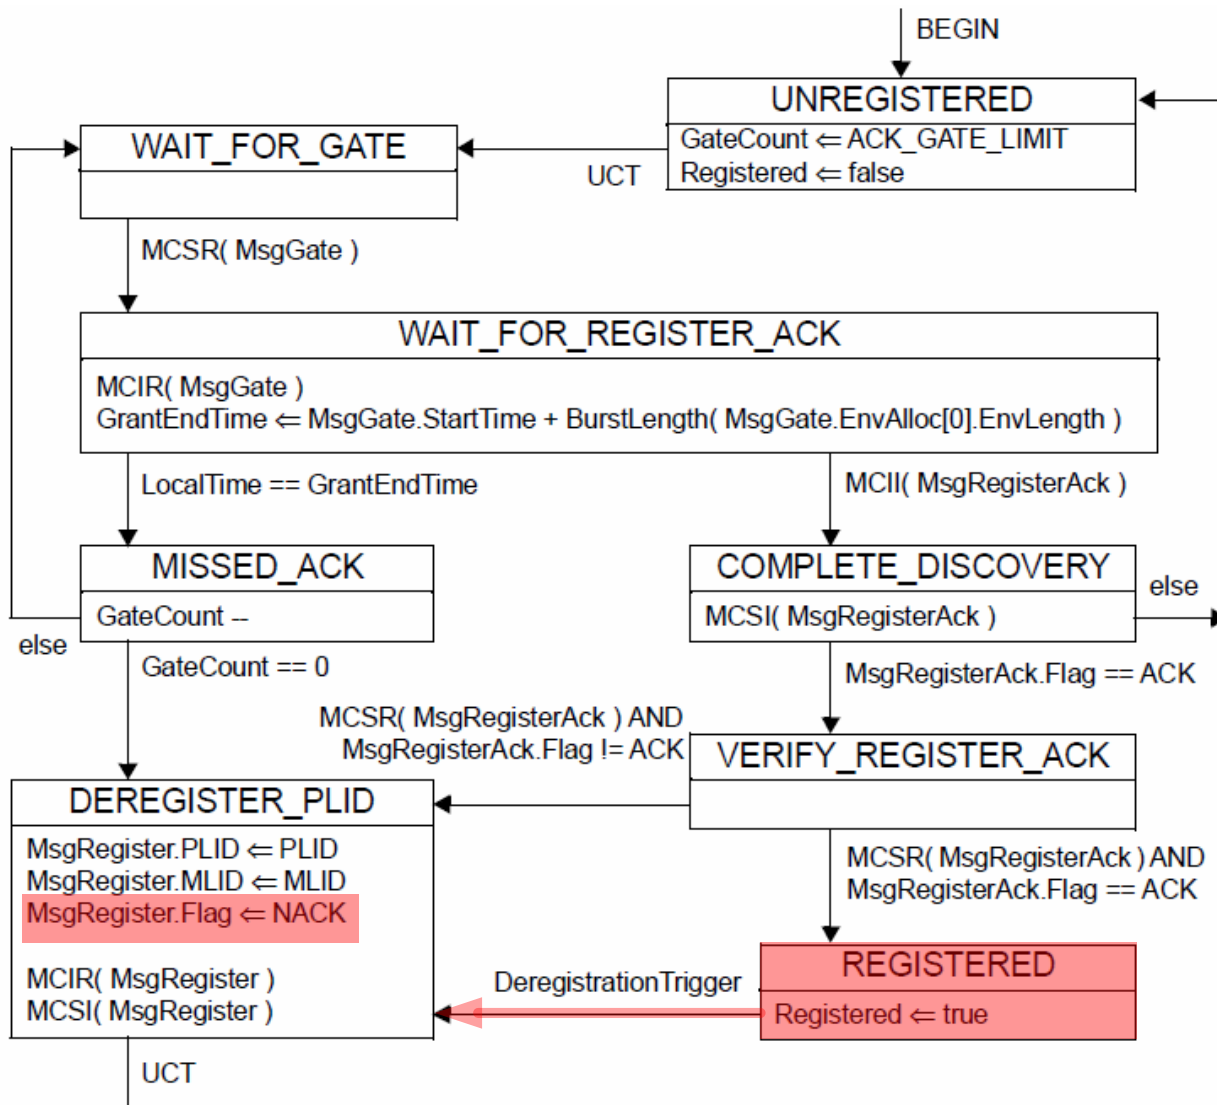 BEGIN
UNREGISTERED
GateCount ⇐ ACK_GATE_LIMIT
Registered ⇐ false
UCT
WAIT_FOR_GATE
MCSR( MsgGate )
WAIT_FOR_REGISTER_ACK
MCIR( MsgGate )
GrantEndTime ⇐ MsgGate.StartTime + BurstLength( MsgGate.EnvAlloc[0].EnvLength )
LocalTime == GrantEndTime
MCII( MsgRegisterAck )
MISSED_ACK
GateCount --
else
GateCount == 0
COMPLETE_DISCOVERY
MCSI( MsgRegisterAck )
else
MsgRegisterAck.Flag == ACK
MCSR( MsgRegisterAck ) AND
MsgRegisterAck.Flag != ACK
VERIFY_REGISTER_ACK
DEREGISTER_PLID
MsgRegister.PLID ⇐ PLID
MsgRegister.MLID ⇐ MLID
MsgRegister.Flag ⇐ NACK
MCIR( MsgRegister )
MCSI( MsgRegister )
MCSR( MsgRegisterAck ) AND
MsgRegisterAck.Flag == ACK
DeregistrationTrigger
REGISTERED
Registered ⇐ true
UCT